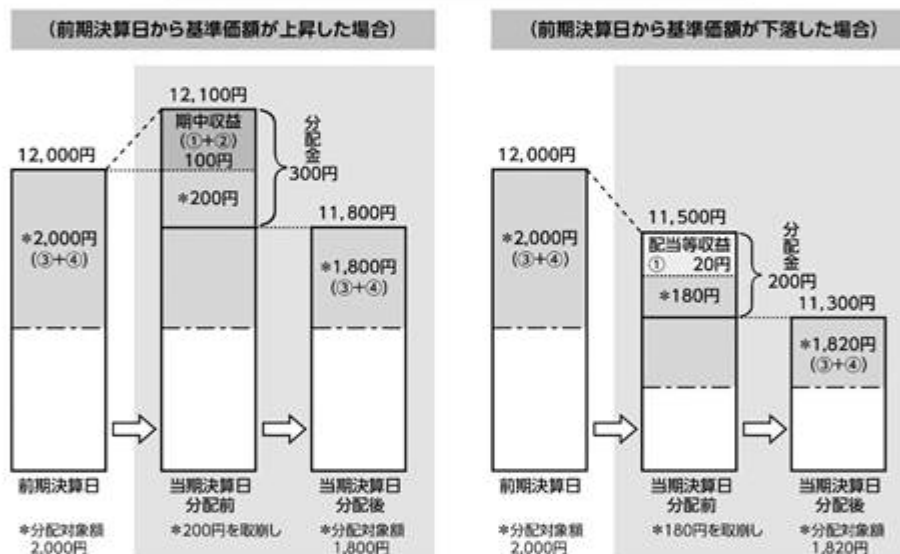 (前期決算日から基準価額が上昇した場合)
12,000円
*2,000円
(③+④)
前期決算日
*分配対象額
2,000円
12,100円
期中収益
(①+②)
100円
*200円
分配金
300円
当期決算日
分配前
*200円を取崩し
11,800円
*1,800円
(③+④)
当期決算日
分配後
*分配対象額
1,800円
(前期決算日から基準価額が下落した場合)
12,000円
*2,000円
(③+④)
前期決算日
*分配対象額
2,000円
11,500円
配当等収益
① 20円
*180円
分配金
200円
当期決算日
分配前
*180円を取崩し
11,300円
*1,820円
(③+④)
当期決算日
分配後
*分配対象額
1,820円